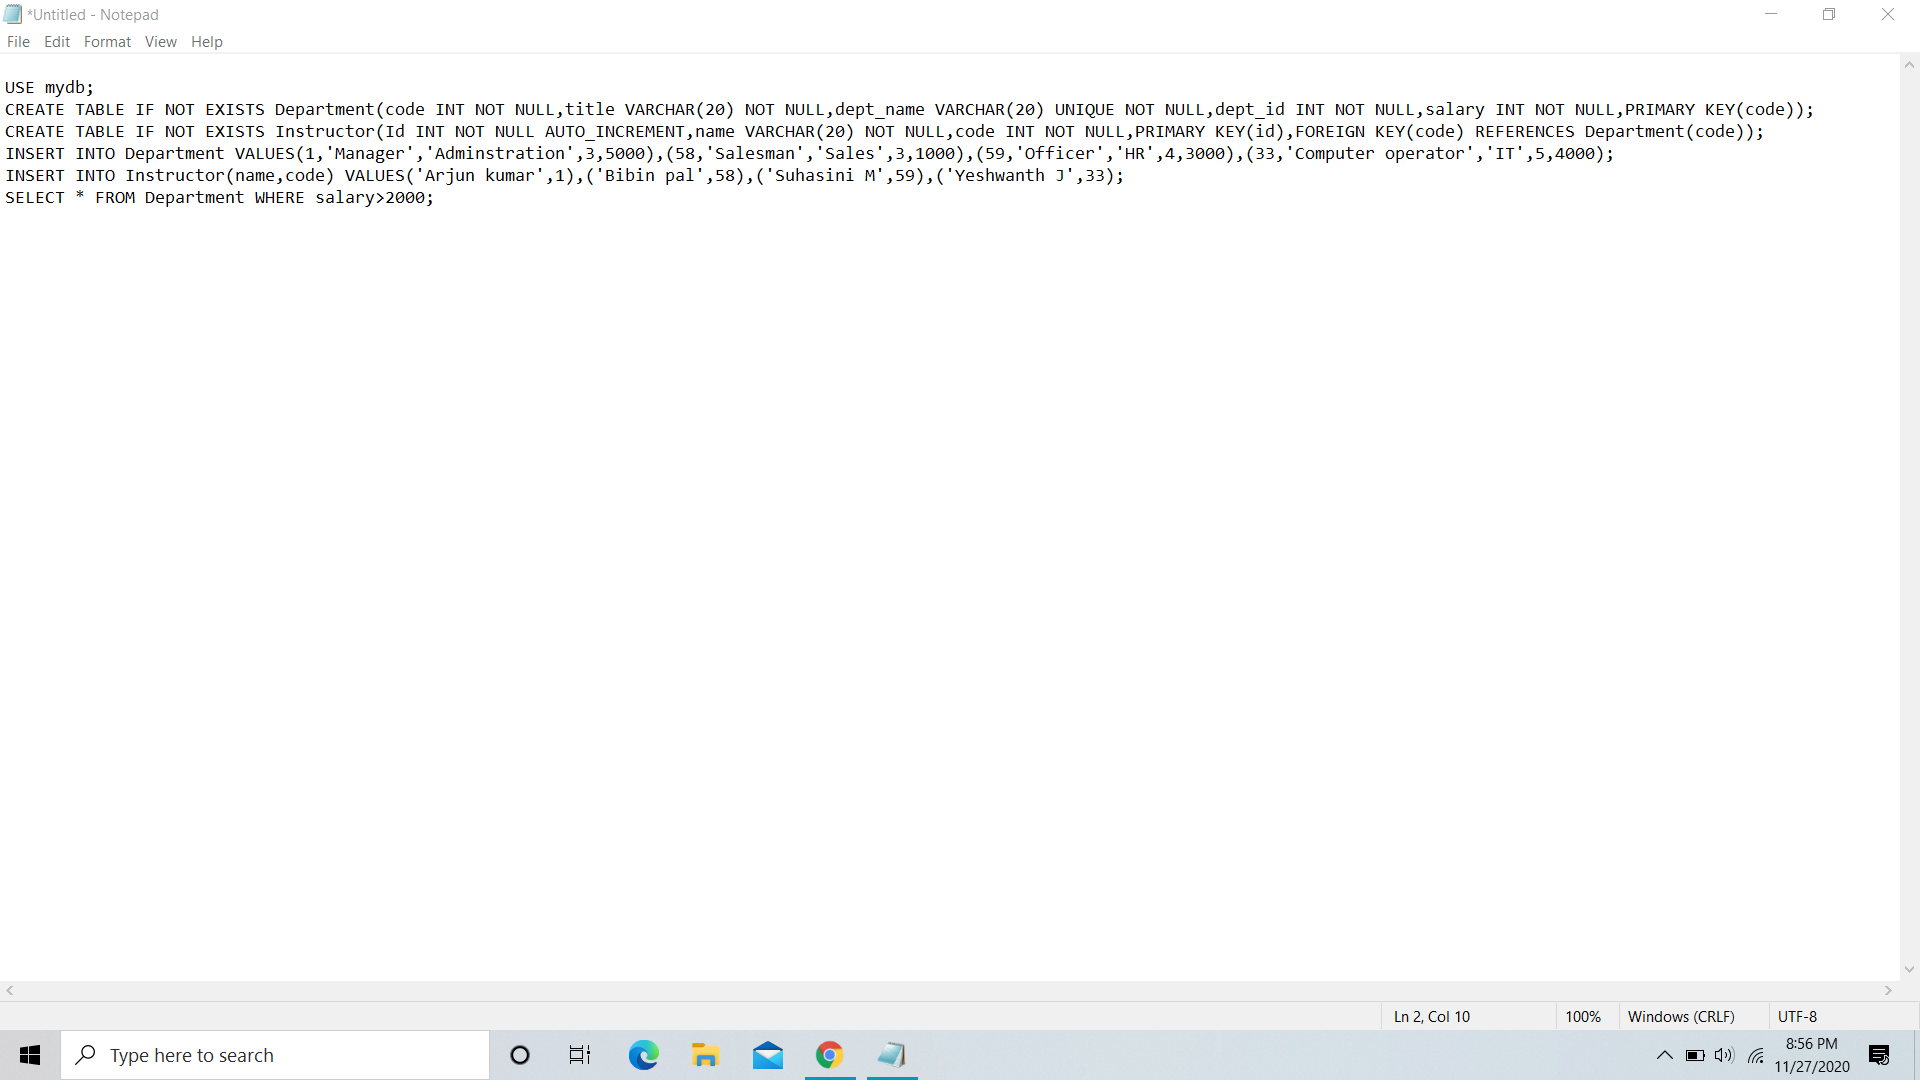 *Untitled - Notepad
File Edit Format View Help
USE mydb;
CREATE TABLE IF NOT EXISTS Department(code INT NOT NULL,title VARCHAR(20) NOT NULL,dept_name VARCHAR(20) UNIQUE NOT NULL,dept_id INT NOT NULL,salary INT NOT NULL,PRIMARY KEY(code));
CREATE TABLE IF NOT EXISTS Instructor(Id INT NOT NULL AUTO_INCREMENT,name VARCHAR(20) NOT NULL,code INT NOT NULL,PRIMARY KEY(id),FOREIGN KEY(code) REFERENCES Department(code));
INSERT INTO Department VALUES(1,'Manager','Adminstration',3,5000),(58,'Salesman','Sales',3,1000),(59,'Officer','HR',4,3000),(33,'Computer operator','IT',5,4000);
INSERT INTO Instructor(name,code) VALUES('Arjun kumar',1),('Bibin pal',58),('Suhasini M',59),('Yeshwanth J',33);
SELECT * FROM Department WHERE salary>2000;
Ln 2, Col 10 100% Windows (CRLF) UTF-8
Type here to search
8:56 PM
11/27/2020